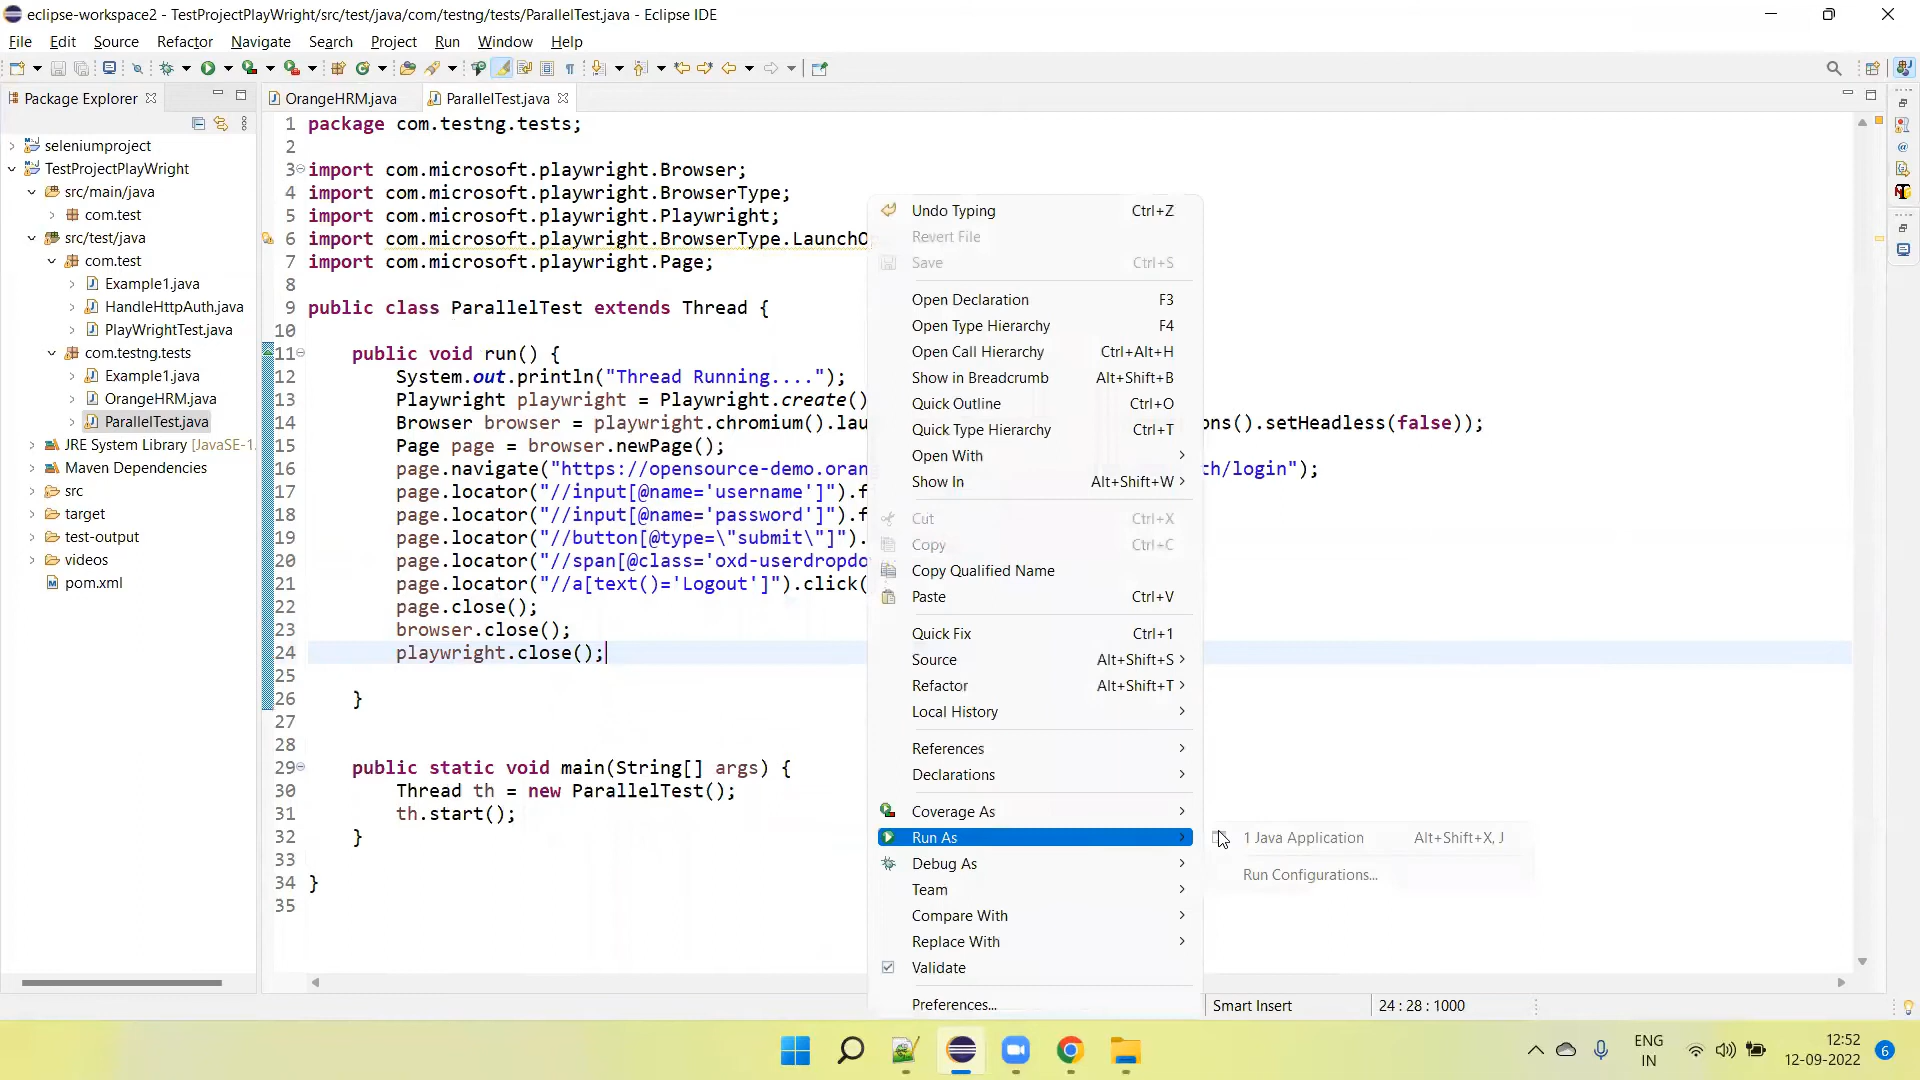 eclipse-workspace2 - TestProjectPlayWright/src/test/java/com/testng/tests/ParallelTest.java - Eclipse IDE
File Edit Source Refactor Navigate Search Project Run Window Help
Package Explorer
OrangeHRM.java
ParallelTest.java
seleniumproject
TestProjectPlayWright
src/main/java
com.test
src/test/java
com.test
Example1.java
HandleHttpAuth.java
PlayWrightTest.java
com.testng.tests
Example1.java
OrangeHRM.java
ParallelTest.java
JRE System Library [JavaSE-1.
Maven Dependencies
src
target
test-output
videos
pom.xml
1 package com.testng.tests;
2
3 import com.microsoft.playwright.Browser;
4 import com.microsoft.playwright.BrowserType;
5 import com.microsoft.playwright.Playwright;
6 import com.microsoft.playwright.BrowserType.LaunchO
7 import com.microsoft.playwright.Page;
8
9 public class ParallelTest extends Thread {
10
11 public void run() {
12 System.out.println("Thread Running....");
13 Playwright playwright = Playwright.create()
14 Browser browser = playwright.chromium().lau ons().setHeadless(false));
15 Page page = browser.newPage();
16 page.navigate("https://opensource-demo.oran th/login");
17 page.locator("//input[@name='username']").f
18 page.locator("//input[@name='password']").f
19 page.locator("//button[@type=\"submit\"]").
20 page.locator("//span[@class='oxd-userdropdo
21 page.locator("//a[text()='Logout']").click(
22 page.close();
23 browser.close();
24 playwright.close();
25
26 }
27
28
29 public static void main(String[] args) {
30 Thread th = new ParallelTest();
31 th.start();
32 }
33
34 }
35
Undo Typing Ctrl+Z
Revert File
Save Ctrl+S
Open Declaration F3
Open Type Hierarchy F4
Open Call Hierarchy Ctrl+Alt+H
Show in Breadcrumb Alt+Shift+B
Quick Outline Ctrl+O
Quick Type Hierarchy Ctrl+T
Open With
Show In Alt+Shift+W
Cut Ctrl+X
Copy Ctrl+C
Copy Qualified Name
Paste Ctrl+V
Quick Fix Ctrl+1
Source Alt+Shift+S
Refactor Alt+Shift+T
Local History
References
Declarations
Coverage As
Run As
Debug As
Team
Compare With
Replace With
Validate
Preferences...
1 Java Application Alt+Shift+X, J
Run Configurations...
Smart Insert
24 : 28 : 1000
ENG
IN
12:52
12-09-2022
6